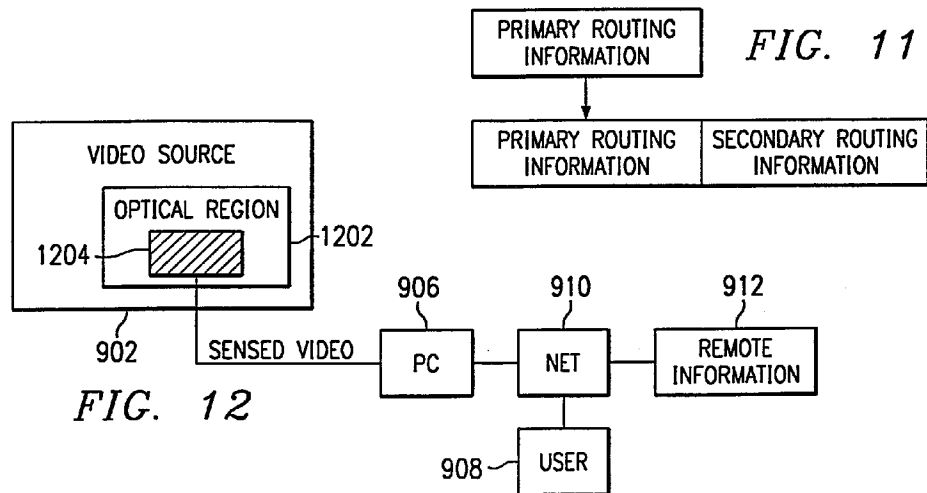 PRIMARY ROUTING
INFORMATION
FIG. 11
PRIMARY ROUTING
INFORMATION
SECONDARY ROUTING
INFORMATION
VIDEO SOURCE
OPTICAL REGION
1204
1202
902
SENSED VIDEO
906
PC
910
NET
912
REMOTE
INFORMATION
908
USER
FIG. 12